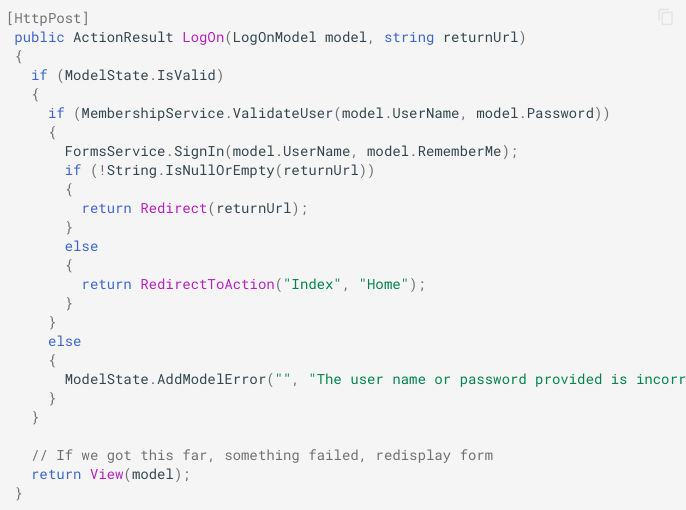 [HttpPost]
 public ActionResult LogOn(LogOnModel model, string returnUrl)
 {
   if (ModelState.IsValid)
   {
     if (MembershipService.ValidateUser(model.UserName, model.Password))
     {
       FormsService.SignIn(model.UserName, model.RememberMe);
       if (!String.IsNullOrEmpty(returnUrl))
       {
         return Redirect(returnUrl);
       }
       else
       {
         return RedirectToAction("Index", "Home");
       }
     }
     else
     {
       ModelState.AddModelError("", "The user name or password provided is incorr
     }
   }

   // If we got this far, something failed, redisplay form
   return View(model);
 }